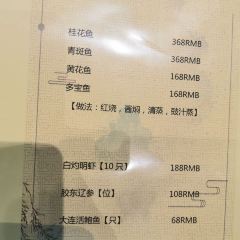 桂花鱼 368RMB
青斑鱼 368RMB
黄花鱼 168RMB
多宝鱼 168RMB
【做法：红烧，酱焖，清蒸，豉汁蒸】
白灼明虾【10只】 188RMB
胶东辽参【位】 108RMB
大连活鲍鱼【只】 68RMB